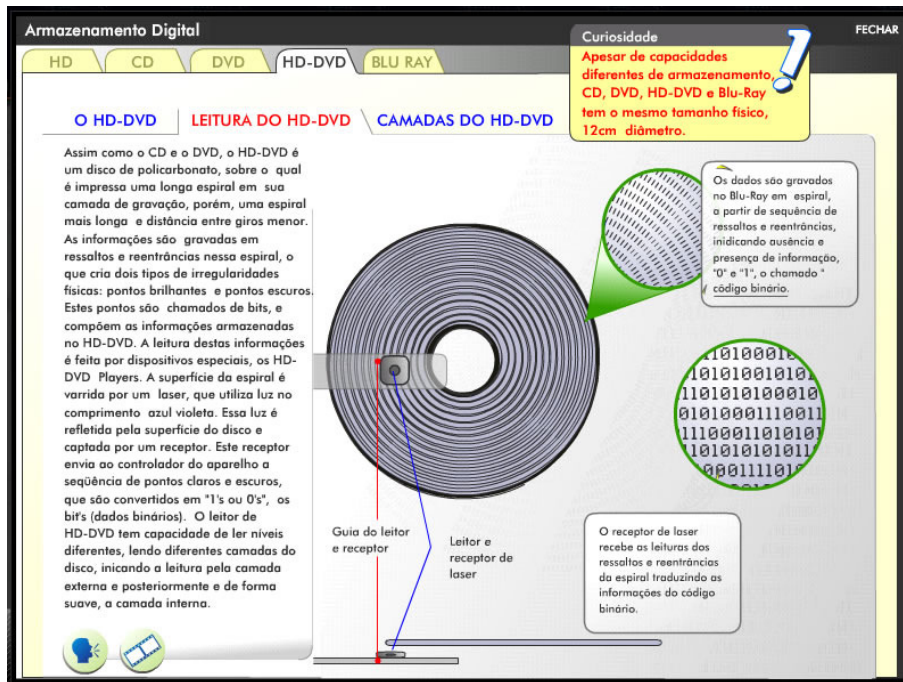 Armazenamento Digital
FECHAR
HD
CD
DVD
HD-DVD
BLU RAY
Curiosidade
Apesar de capacidades
diferentes de armazenamento,
CD, DVD, HD-DVD e Blu-Ray
tem o mesmo tamanho físico,
12cm diâmetro.
O HD-DVD
LEITURA DO HD-DVD
CAMADAS DO HD-DVD
Assim como o CD e o DVD, o HD-DVD é
um disco de policarbonato, sobre o qual
é impressa uma longa espiral em sua
camada de gravação, porém, uma espiral
mais longa e distância entre giros menor.
As informações são gravadas em
ressaltos e reentrâncias nessa espiral, o
que cria dois tipos de irregularidades
físicas: pontos brilhantes e pontos escuros.
Estes pontos são chamados de bits, e
compõem as informações armazenadas
no HD-DVD. A leitura destas informações
é feita por dispositivos especiais, os HD-
DVD Players. A superfície da espiral é
varrida por um laser, que utiliza luz no
comprimento azul violeta. Essa luz é
refletida pela superfície do disco e
captada por um receptor. Este receptor
envia ao controlador do aparelho a
seqüência de pontos claros e escuros,
que são convertidos em "1's ou 0's", os
bit's (dados binários). O leitor de
HD-DVD tem capacidade de ler níveis
diferentes, lendo diferentes camadas do
disco, inicando a leitura pela camada
externa e posteriormente e de forma
suave, a camada interna.
Os dados são gravados
no Blu-Ray em espiral,
a partir de sequência de
ressaltos e reentrâncias,
inidicando ausência e
presença de informação,
"0" e "1", o chamado "
código binário.
Guia do leitor
e receptor
Leitor e
receptor de
laser
O receptor de laser
recebe as leituras dos
ressaltos e reentrâncias
da espiral traduzindo as
informações do código
binário.